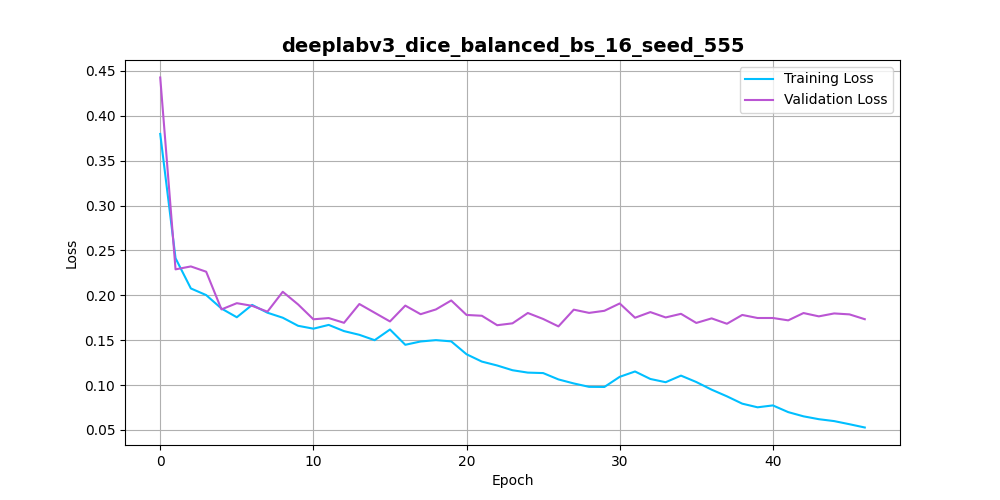 deeplabv3_dice_balanced_bs_16_seed_555
Training Loss
Validation Loss
0.45
0.40
0.35
0.30
0.25
0.20
0.15
0.10
0.05
Loss
0 10 20 30 40
Epoch